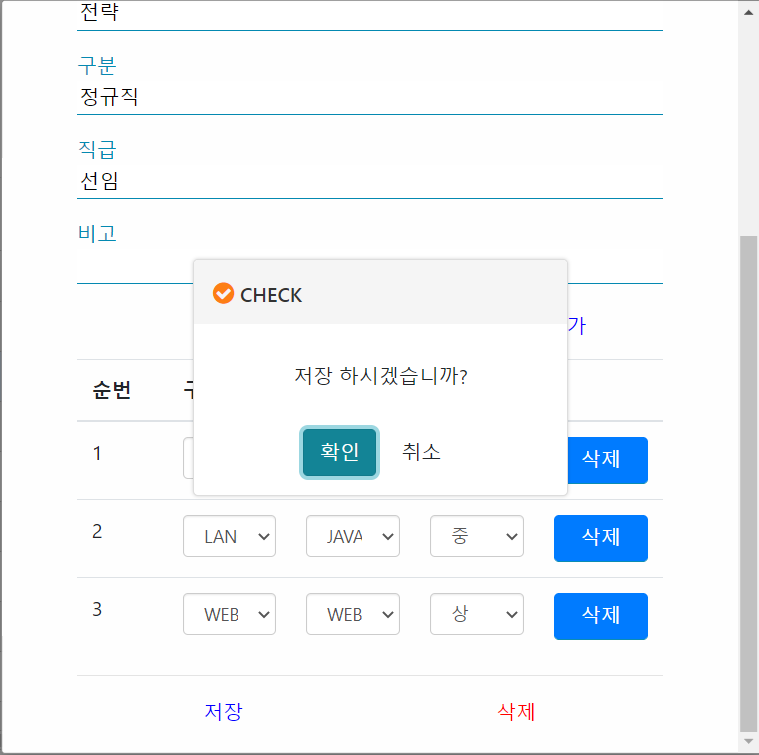 전략
구분
정규직
직급
선임
비고
CHECK
가
저장 하시겠습니까?
순번
확인 취소
1 삭제
2 LAN JAVA 중 삭제
3 WEB WEB 상 삭제
저장 삭제